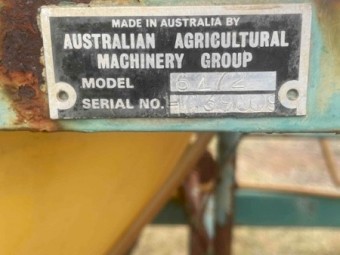 MADE IN AUSTRALIA BY
AUSTRALIAN AGRICULTURAL
MACHINERY GROUP
MODEL
SERIAL NO.